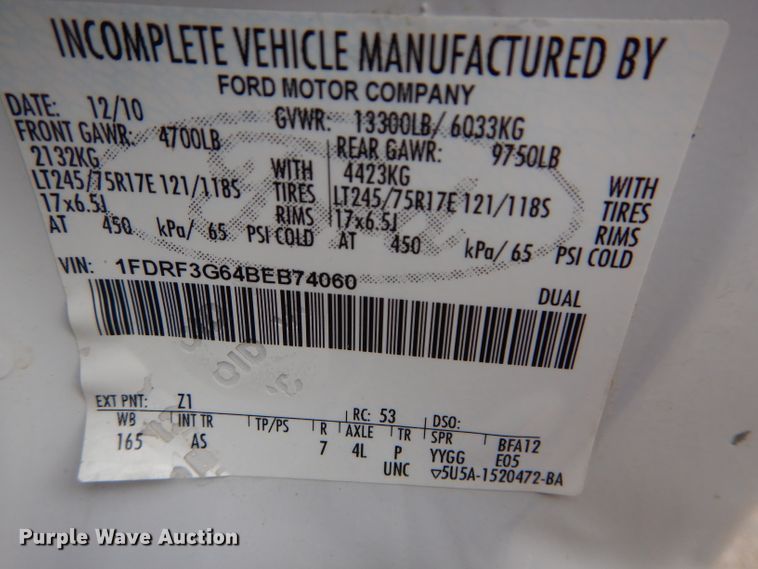 INCOMPLETE VEHICLE MANUFACTURED BY
FORD MOTOR COMPANY
DATE: 12/10 GVWR: 13300LB/ 6033KG
FRONT GAWR: 4700LB REAR GAWR: 9750LB
2132KG WITH 4423KG WITH
LT245/75R17E 121/118S TIRES LT245/75R17E 121/118S TIRES
17x6.5J RIMS 17x6.5J RIMS
AT 450 kPa/ 65 PSI COLD AT 450 kPa/ 65 PSI COLD
VIN: 1FDRF3G64BEB74060
DUAL
EXT PNT: Z1 RC: 53 DSO:
WB INT TR TP/PS R AXLE TR SPR BFA12
165 AS 7 4L P YYGG E05
UNC ▽5U5A-1520472-BA
Purple Wave Auction